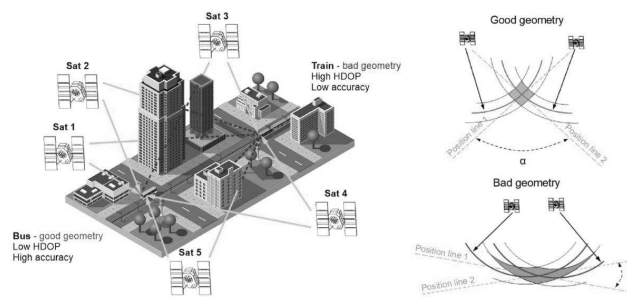 Sat 3
Sat 2
Train - bad geometry
High HDOP
Low accuracy
Sat 1
Sat 4
Bus - good geometry
Low HDOP
High accuracy
Sat 5
Good geometry
Position line 1
Position line 2
α
Bad geometry
Position line 1
Position line 2